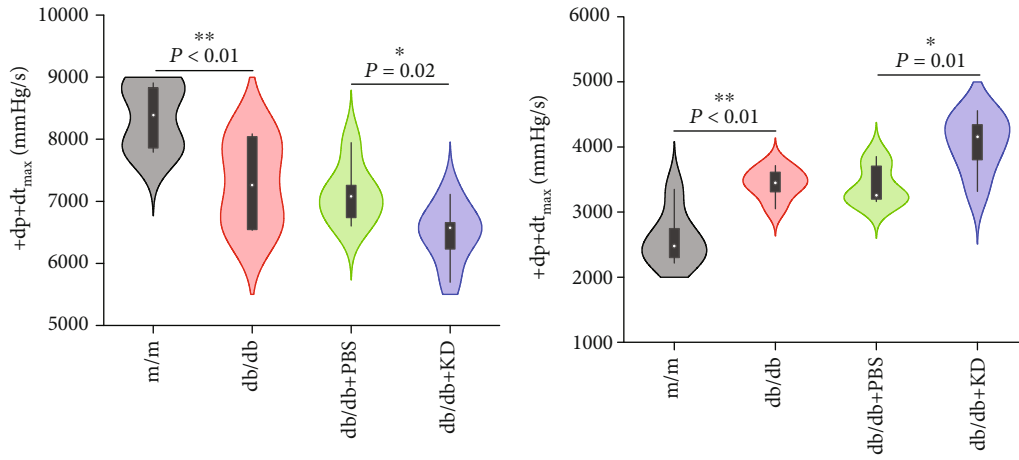 +dp+dt_max (mmHg/s)
10000
9000
8000
7000
6000
5000
**
P < 0.01
*
P = 0.02
m/m
db/db
db/db+PBS
db/db+KD
+dp+dt_max (mmHg/s)
6000
5000
4000
3000
2000
1000
**
P < 0.01
*
P = 0.01
m/m
db/db
db/db+PBS
db/db+KD